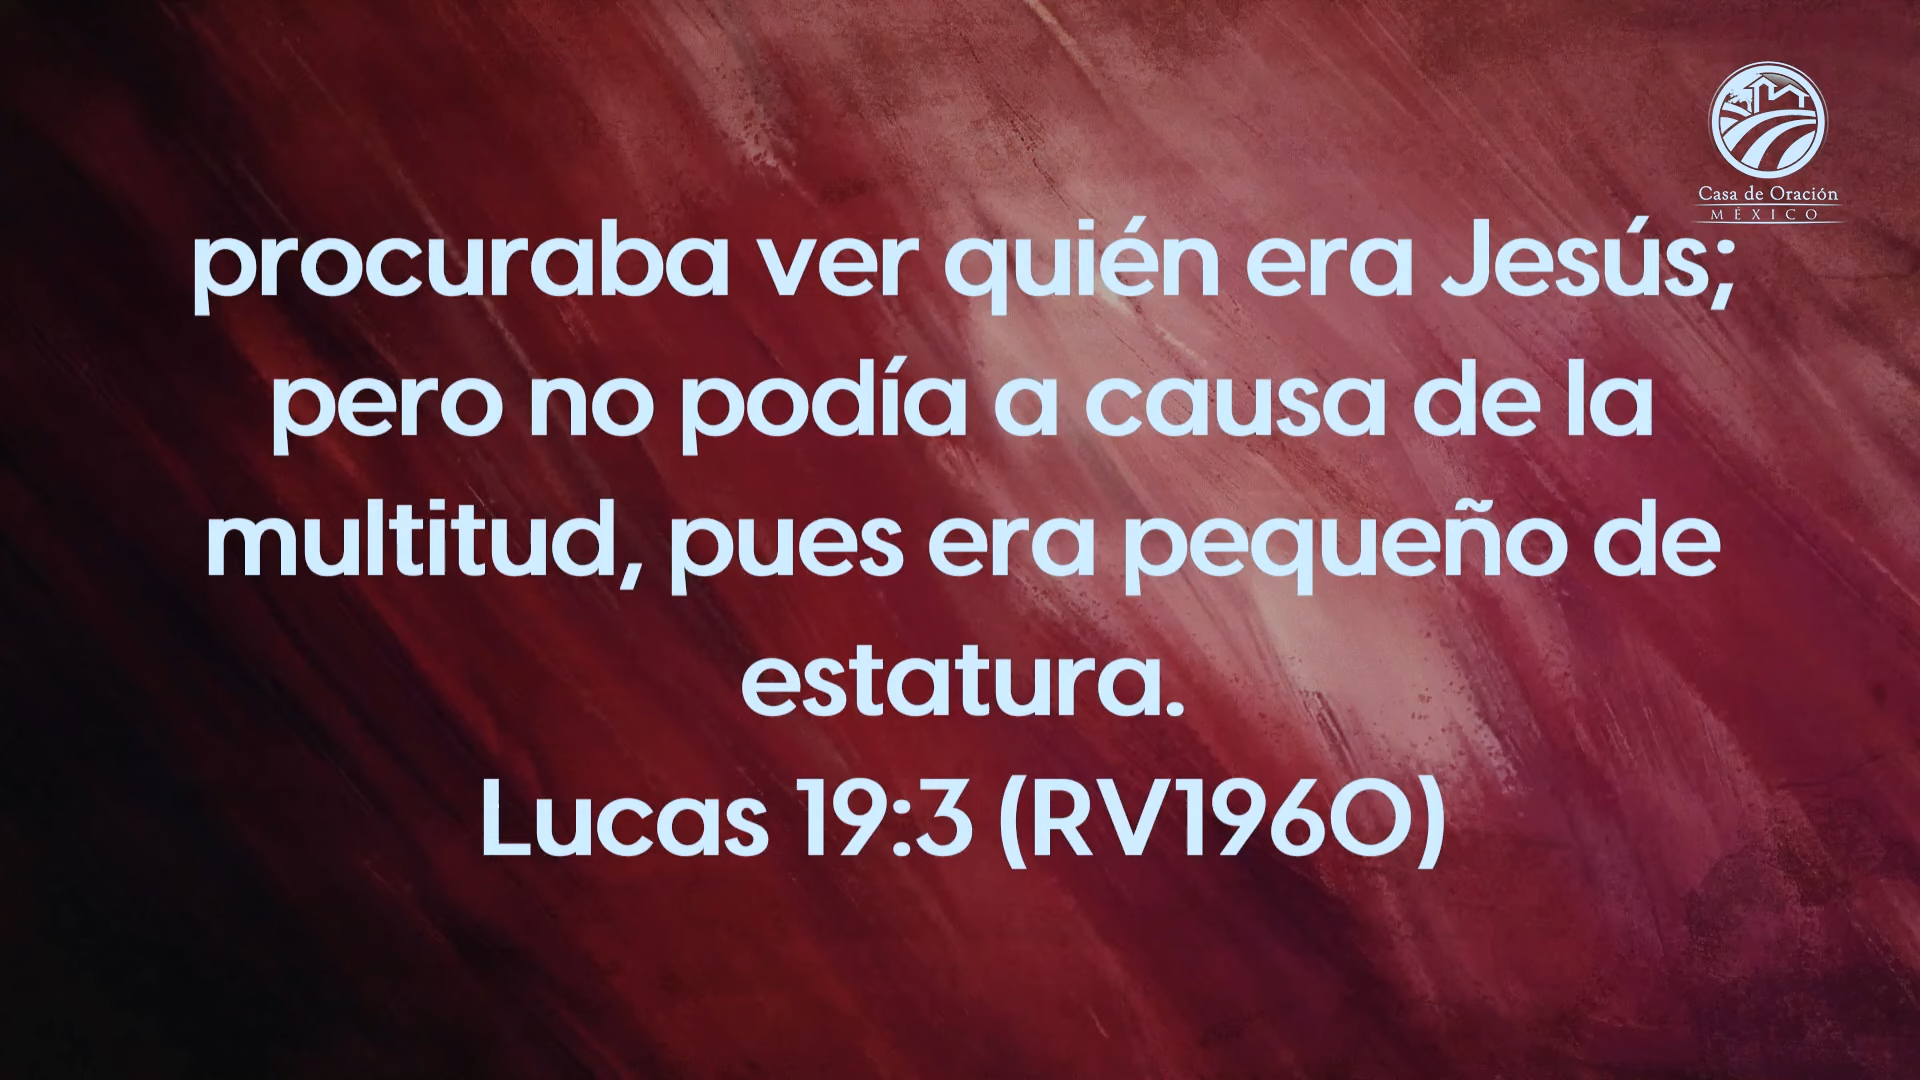 Casa de Oración
MÉXICO
procuraba ver quién era Jesús;
pero no podía a causa de la
multitud, pues era pequeño de
estatura.
Lucas 19:3 (RV1960)